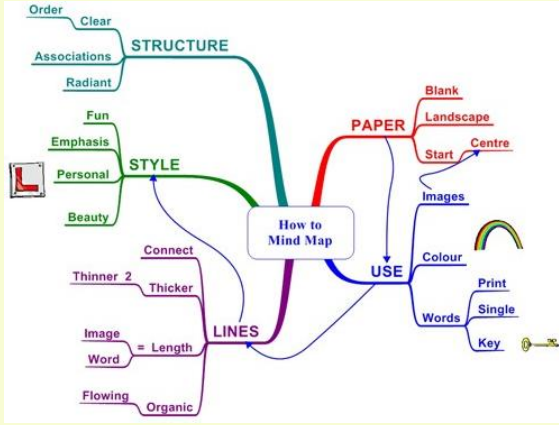 How to
Mind Map
PAPER
Blank
Landscape
Start
Centre
USE
Images
Colour
Words
Print
Single
Key
LINES
Connect
Thinner 2
Thicker
Image
Word
= Length
Flowing
Organic
STYLE
Fun
Emphasis
Personal
Beauty
L
STRUCTURE
Order
Clear
Associations
Radiant